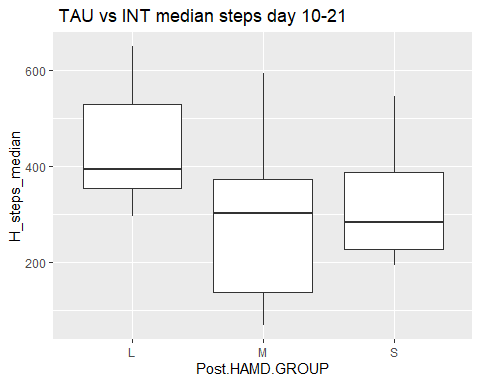 TAU vs INT median steps day 10-21
H_steps_median
600
400
200
L M S
Post.HAMD.GROUP